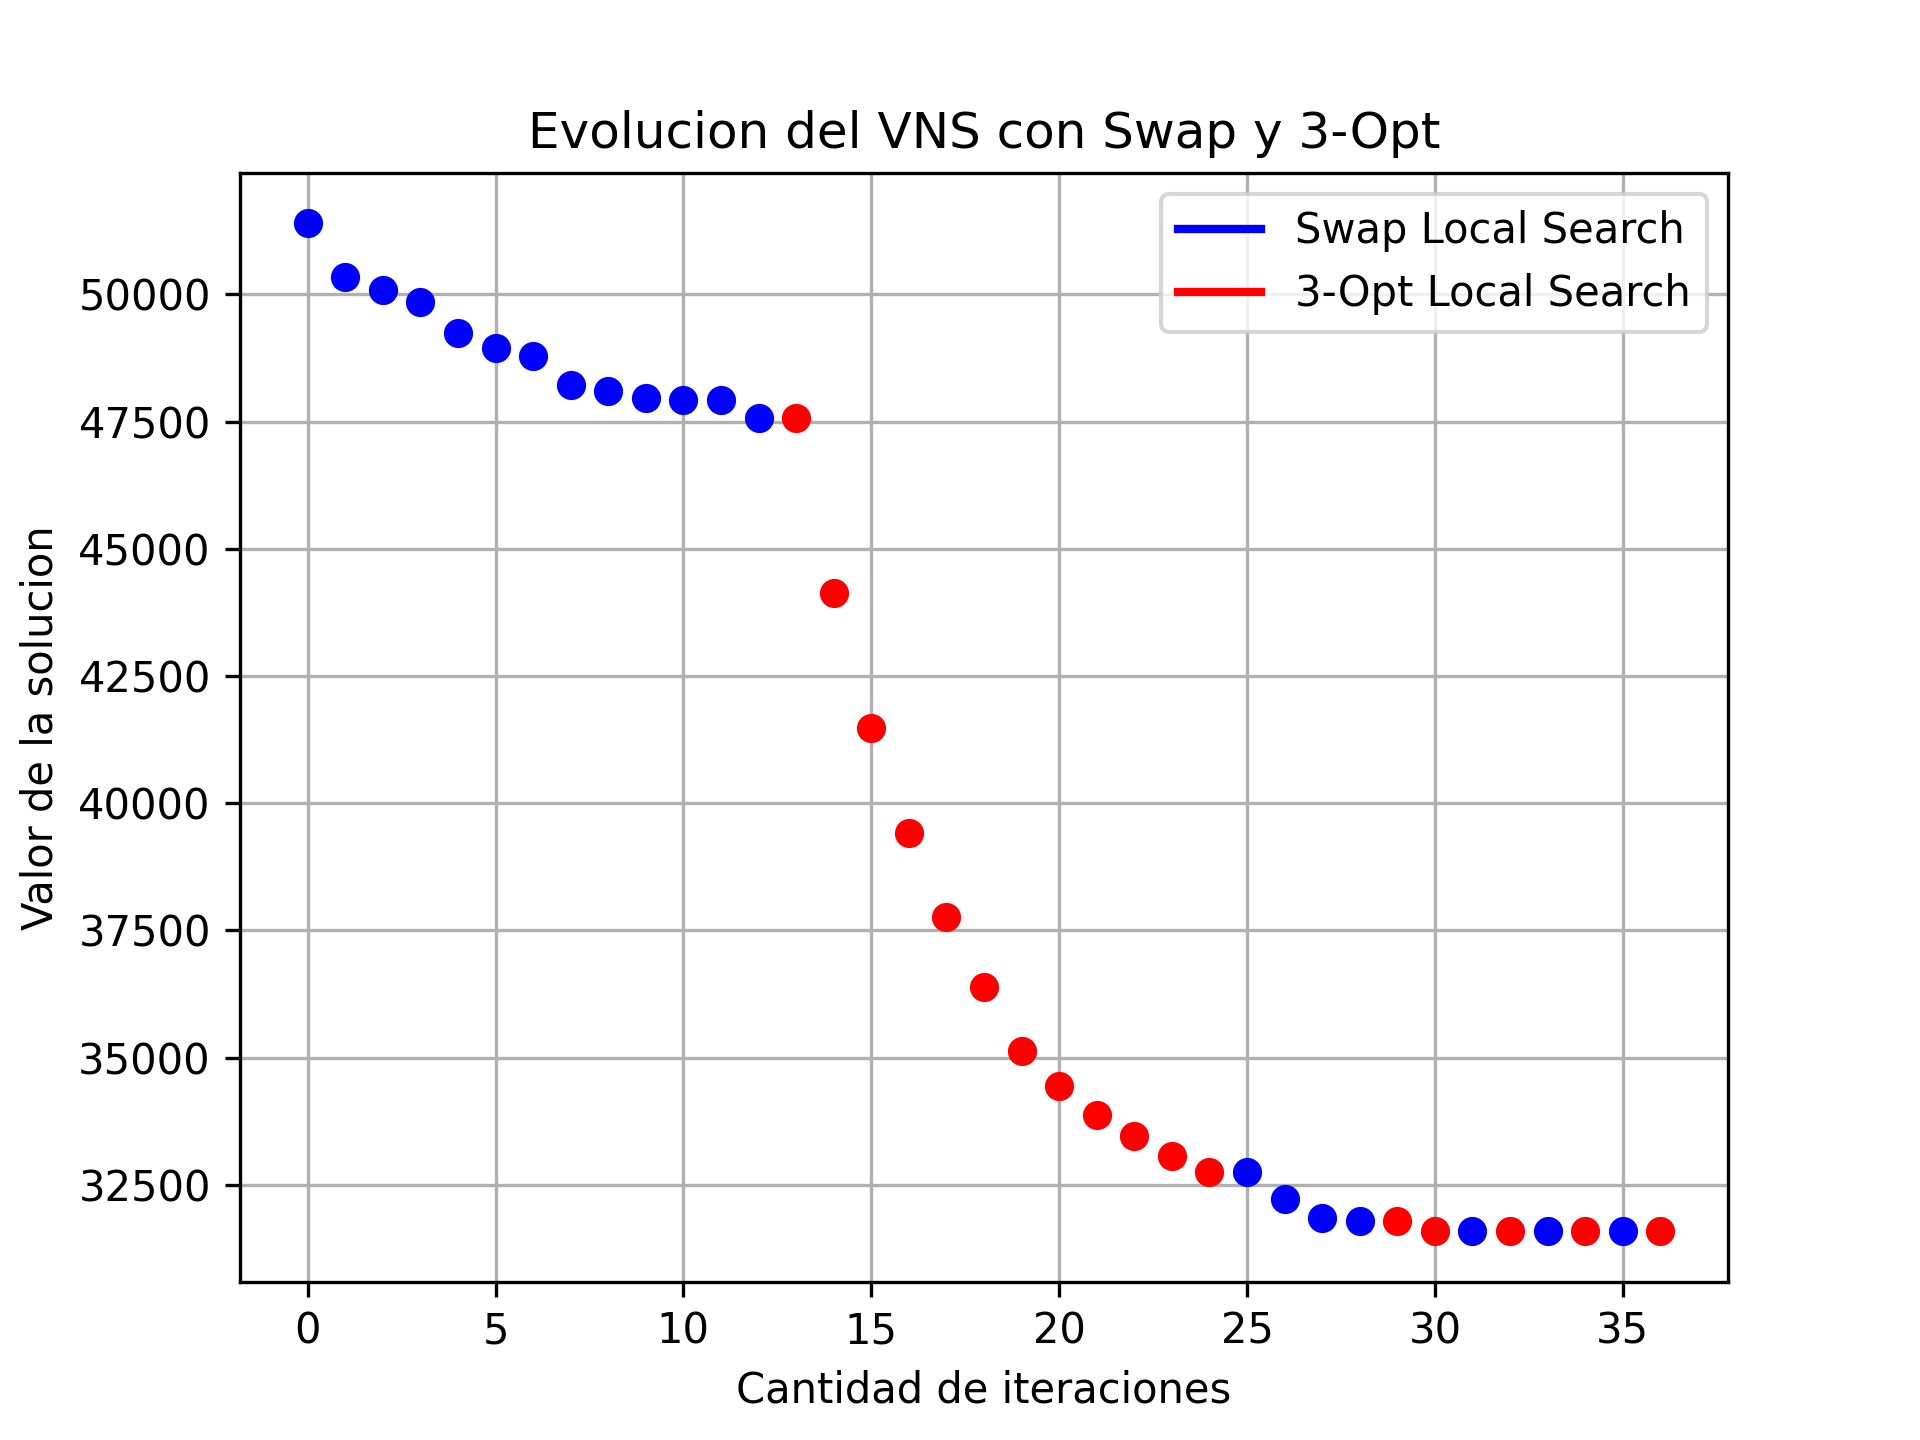 Evolucion del VNS con Swap y 3-Opt
Swap Local Search
3-Opt Local Search
50000
47500
45000
42500
40000
37500
35000
32500
Valor de la solucion
0 5 10 15 20 25 30 35
Cantidad de iteraciones